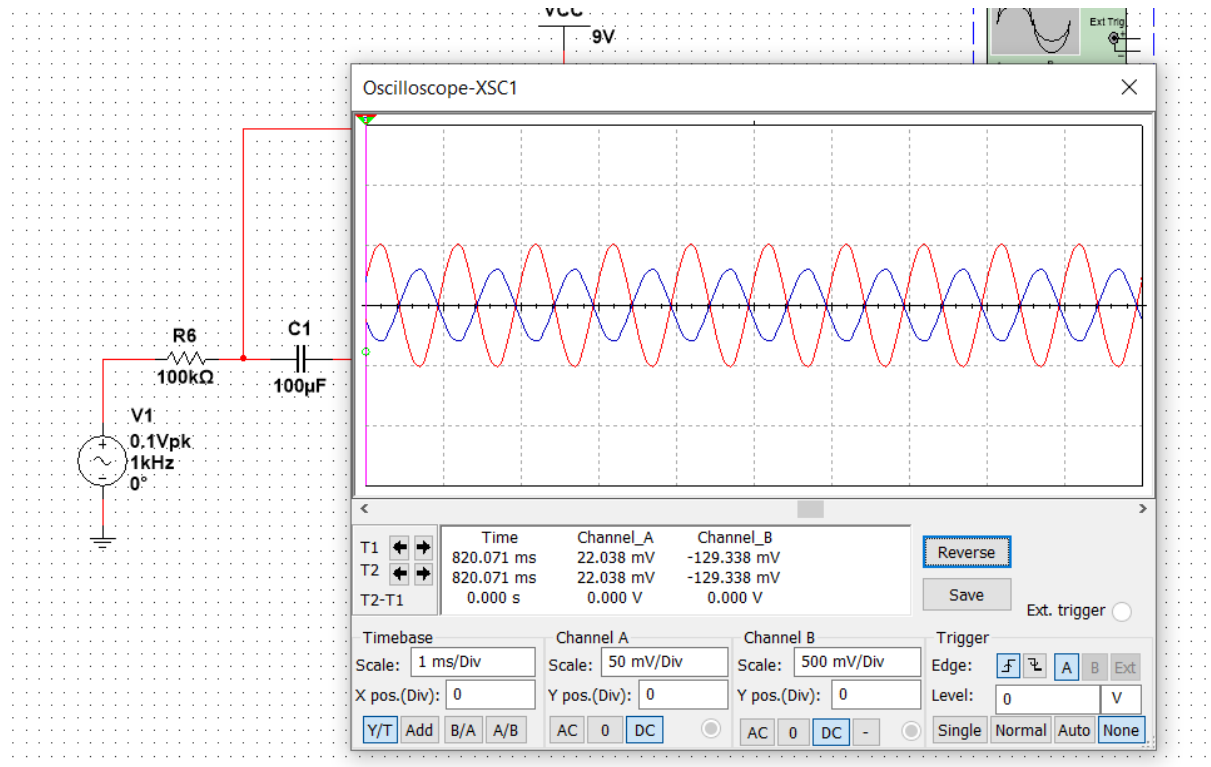 VCC
9V
Ext Trig
Oscilloscope-XSC1
R6
100kΩ
C1
100µF
V1
0.1Vpk
1kHz
0°
T1
T2
T2-T1
Time Channel_A Channel_B
820.071 ms 22.038 mV -129.338 mV
820.071 ms 22.038 mV -129.338 mV
0.000 s 0.000 V 0.000 V
Reverse
Save
Ext. trigger
Timebase
Scale: 1 ms/Div
X pos.(Div): 0
Y/T Add B/A A/B
Channel A
Scale: 50 mV/Div
Y pos.(Div): 0
AC 0 DC
Channel B
Scale: 500 mV/Div
Y pos.(Div): 0
AC 0 DC -
Trigger
Edge: A B Ext
Level: 0 V
Single Normal Auto None